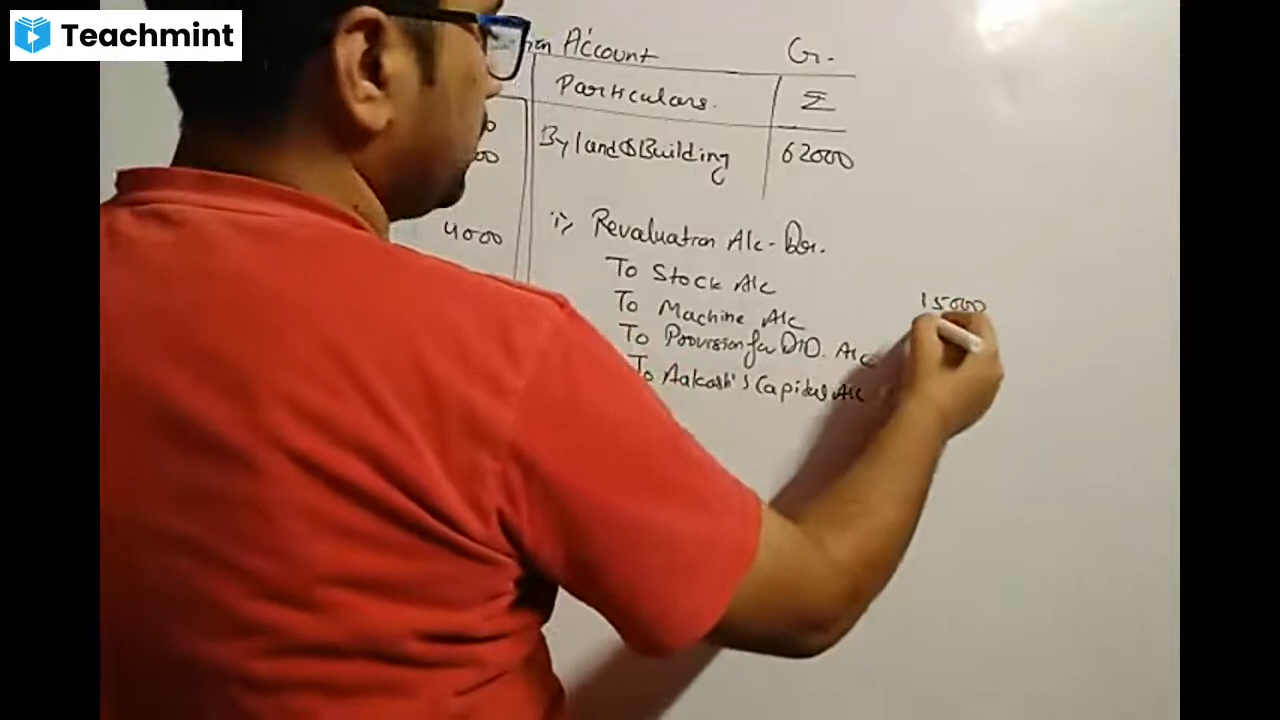 Teachmint
Account Cr.
Particulars. ₹
By land & Building 62000
4000
i> Revaluation A/c - Dr.
To Stock A/c
15000
To Machine A/c
To Provision for D/D. A/c
To Aakash's Capital A/c